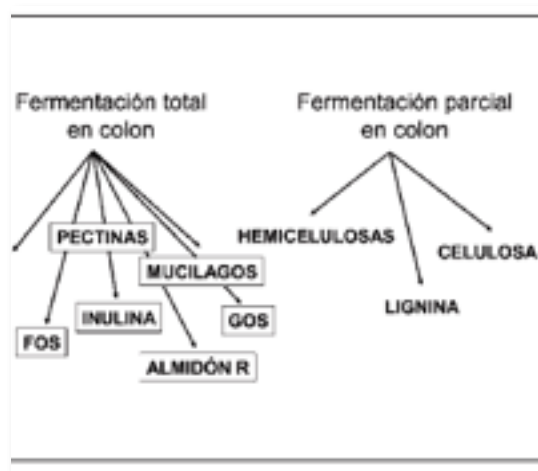 Fermentación total
en colon
Fermentación parcial
en colon
PECTINAS
MUCILAGOS
FOS
INULINA
GOS
ALMIDÓN R
HEMICELULOSAS
CELULOSA
LIGNINA